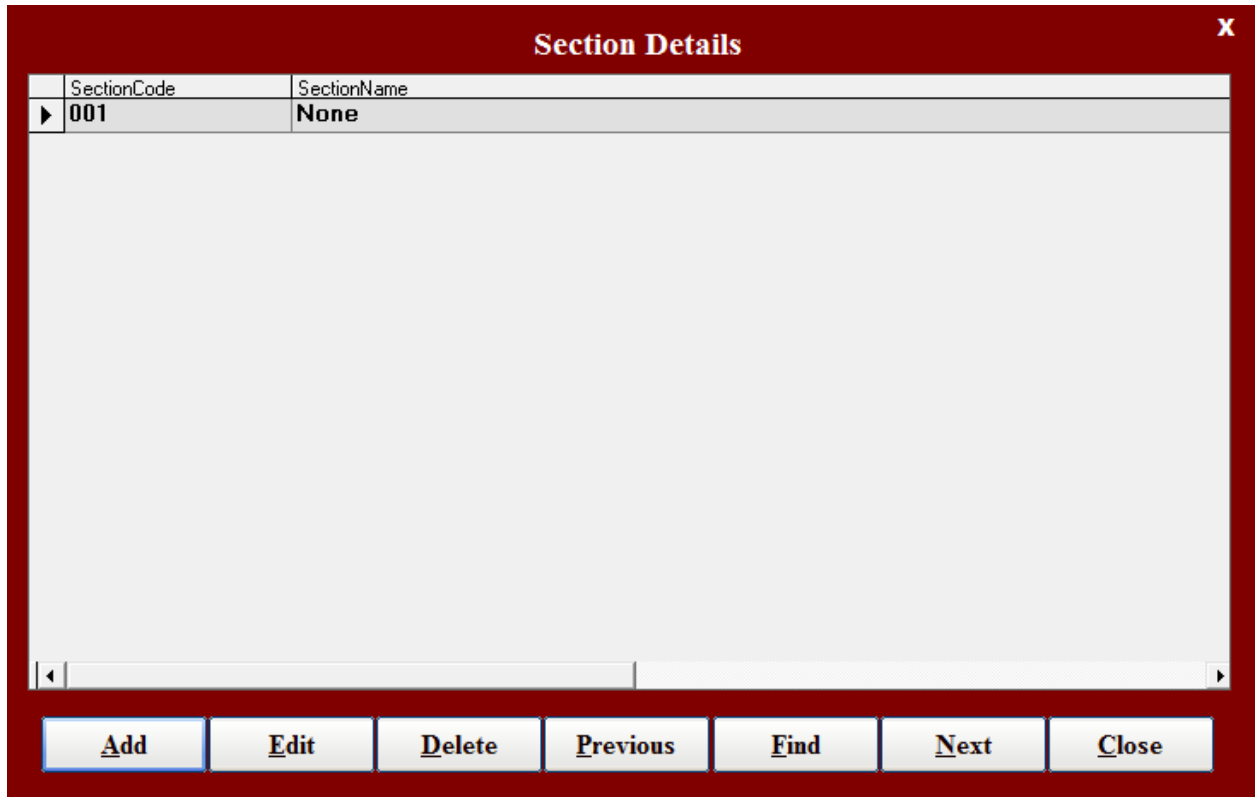 X
Section Details
SectionCode SectionName
001 None
Add Edit Delete Previous Find Next Close